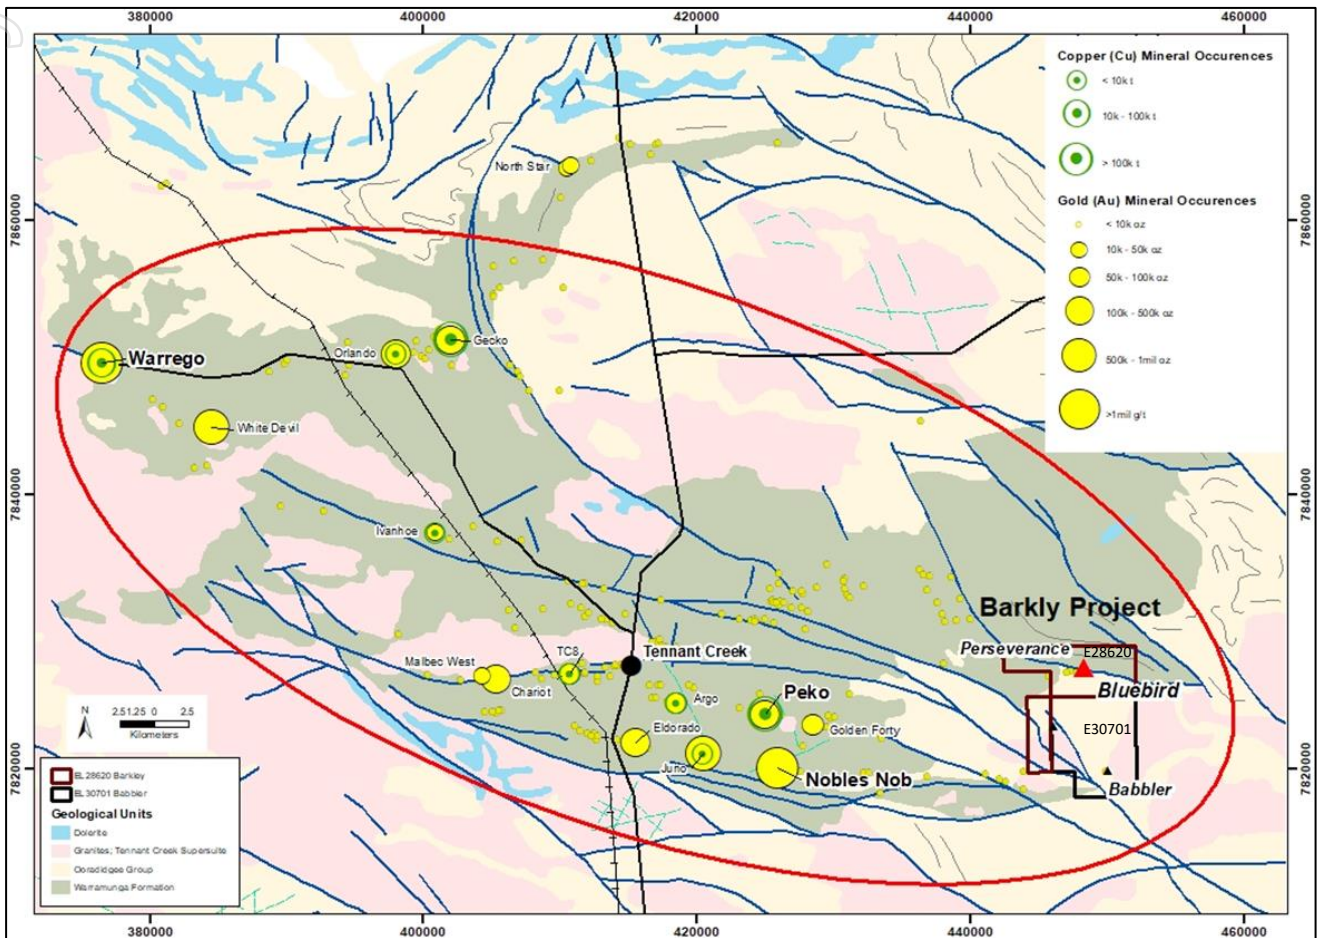 380000
400000
420000
440000
460000
7860000
7860000
7840000
7840000
7820000
7820000
Copper (Cu) Mineral Occurences
< 10k t
10k - 100k t
> 100k t
Gold (Au) Mineral Occurences
< 10k oz
10k - 50k oz
50k - 100k oz
100k - 500k oz
500k - 1mil oz
>1mil g/t
North Star
Warrego
Orlando
Gecko
White Devil
Ivanhoe
Barkly Project
Perseverance
E28620
Bluebird
E30701
Babbler
Tennant Creek
TC8
Malbec West
Chariot
Argo
Peko
Eldorado
Golden Forty
Juno
Nobles Nob
N
2.5 1.25 0 2.5
Kilometers
EL28620 Barkley
EL30701 Babbler
Geological Units
Dolerite
Granites; Tennant Creek Supersuite
Ooradidgee Group
Warramunga Formation
380000
400000
420000
440000
460000